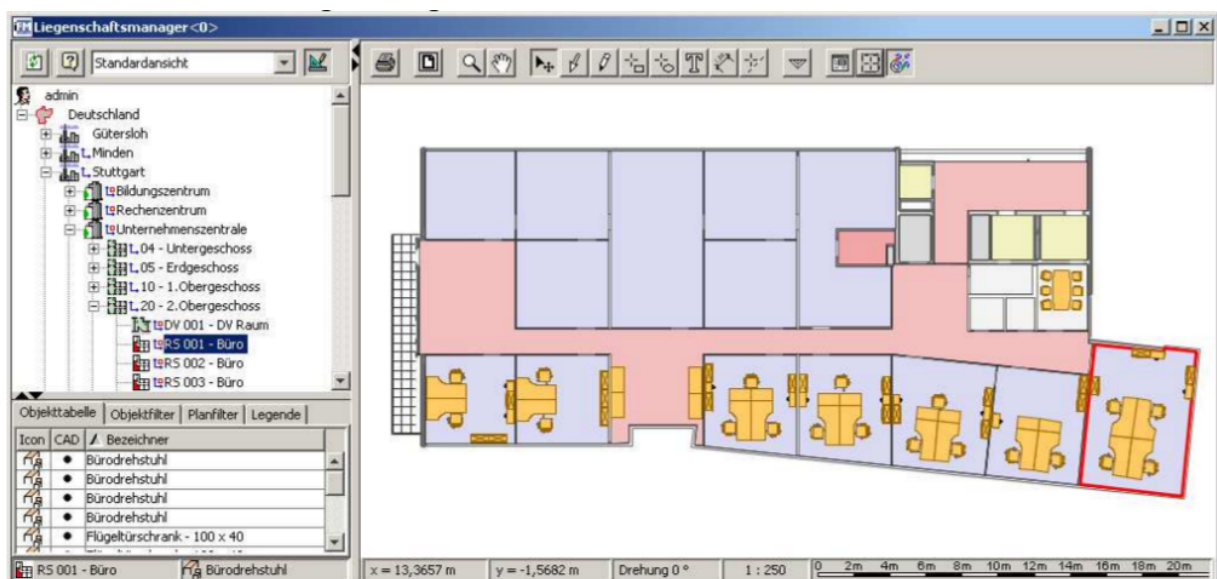 Liegenschaftsmanager <0>
Standardansicht
admin
Deutschland
Gütersloh
Minden
Stuttgart
Bildungszentrum
Rechenzentrum
Unternehmenszentrale
04 - Untergeschoss
05 - Erdgeschoss
10 - 1.Obergeschoss
20 - 2.Obergeschoss
DV 001 - DV Raum
RS 001 - Büro
RS 002 - Büro
RS 003 - Büro
Objekttabelle Objektfilter Planfilter Legende
Icon CAD Bezeichner
Bürodrehstuhl
Bürodrehstuhl
Bürodrehstuhl
Bürodrehstuhl
Flügeltürschrank - 100 x 40
RS 001 - Büro Bürodrehstuhl x = 13,3657 m y = -1,5682 m Drehung 0 ° 1 : 250 0 2m 4m 6m 8m 10m 12m 14m 16m 18m 20m